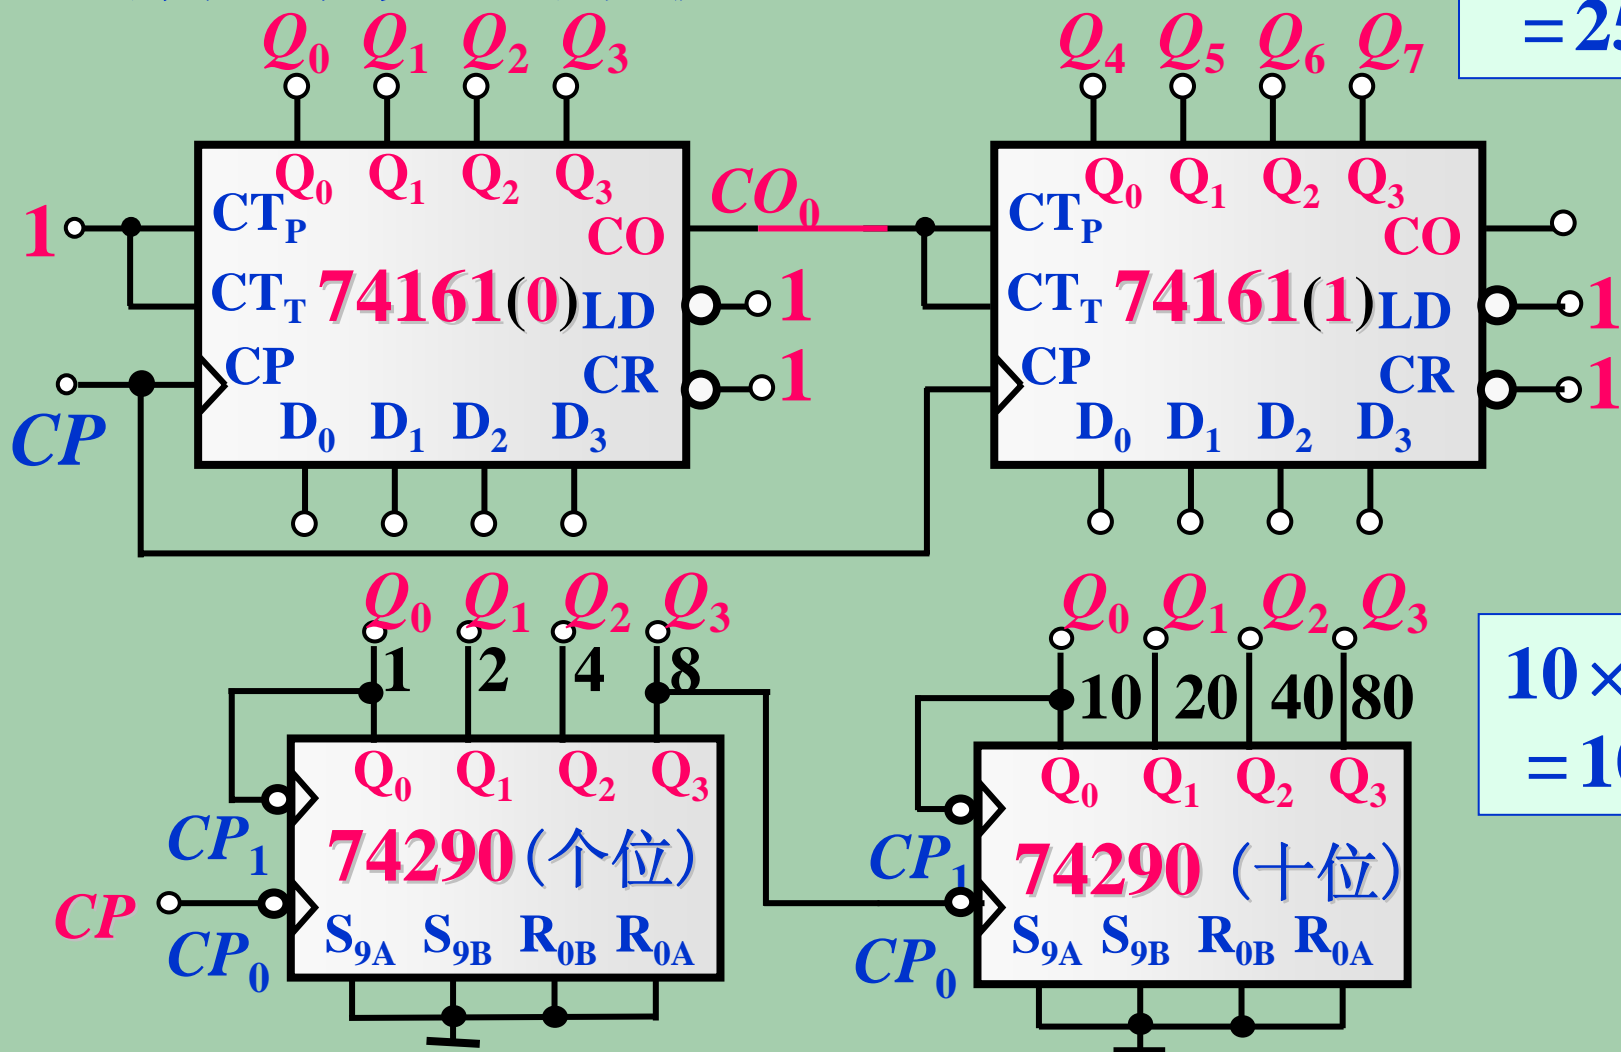 Q0 Q1 Q2 Q3 Q4 Q5 Q6 Q7
Q0 Q1 Q2 Q3 Q0 Q1 Q2 Q3
1 CTP CO CO0 CTP CO
CTT 74161(0) LD 1 CTT 74161(1) LD 1
CP CP CR 1 CP CR 1
D0 D1 D2 D3 D0 D1 D2 D3
Q0 Q1 Q2 Q3 Q0 Q1 Q2 Q3
1 2 4 8 10 20 40 80
10×
Q0 Q1 Q2 Q3 Q0 Q1 Q2 Q3
CP1 74290(个位) CP1 74290 (十位)
CP CP0 S9A S9B R0B R0A CP0 S9A S9B R0B R0A